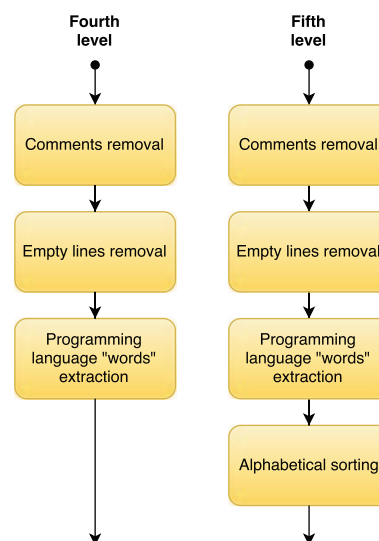 Fourth
level
Comments removal
Empty lines removal
Programming
language "words"
extraction
Fifth
level
Comments removal
Empty lines removal
Programming
language "words"
extraction
Alphabetical sorting